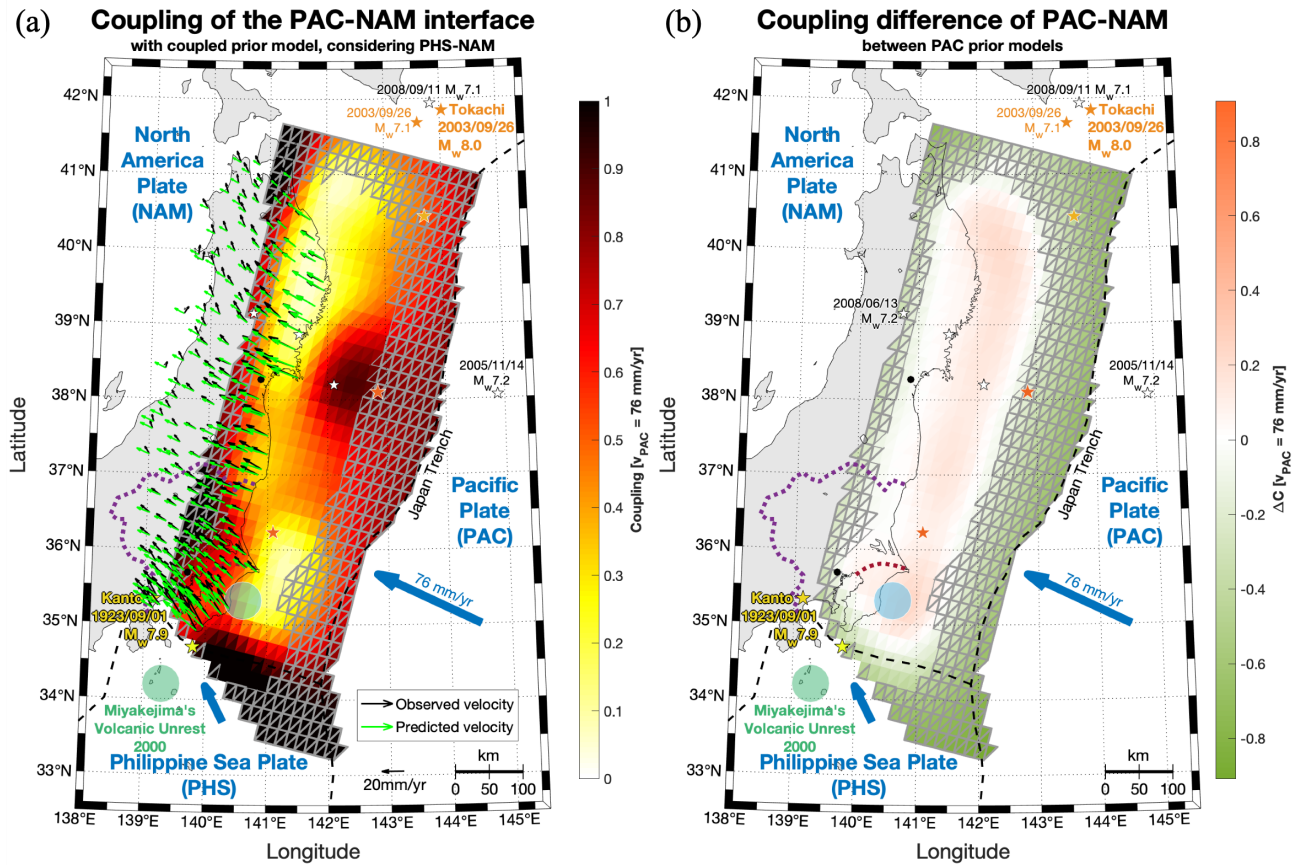 (a)
Coupling of the PAC-NAM interface
with coupled prior model, considering PHS-NAM
42°N
41°N
40°N
39°N
38°N
37°N
36°N
35°N
34°N
33°N
138°E
139°E
140°E
141°E
142°E
143°E
144°E
145°E
Latitude
Longitude
North
America
Plate
(NAM)
2008/09/11 Mw7.1
2003/09/26
Mw7.1
Tokachi
2003/09/26
Mw8.0
Japan Trench
Pacific
Plate
(PAC)
76 mm/yr
Kanto
1923/09/01
Mw7.9
Miyakejima's
Volcanic Unrest
2000
Philippine Sea Plate
(PHS)
Observed velocity
Predicted velocity
20mm/yr
km
0 50 100
1
0.9
0.8
0.7
0.6
0.5
0.4
0.3
0.2
0.1
0
Coupling [vPAC = 76 mm/yr]
(b)
Coupling difference of PAC-NAM
between PAC prior models
42°N
41°N
40°N
39°N
38°N
37°N
36°N
35°N
34°N
33°N
138°E
139°E
140°E
141°E
142°E
143°E
144°E
145°E
Latitude
Longitude
North
America
Plate
(NAM)
2008/09/11 Mw7.1
2003/09/26
Mw7.1
Tokachi
2003/09/26
Mw8.0
2008/06/13
Mw7.2
2005/11/14
Mw7.2
Japan Trench
Pacific
Plate
(PAC)
76 mm/yr
Kanto
1923/09/01
Mw7.9
Miyakejima's
Volcanic Unrest
2000
Philippine Sea Plate
(PHS)
km
0 50 100
0.8
0.6
0.4
0.2
0
-0.2
-0.4
-0.6
-0.8
ΔC [vPAC = 76 mm/yr]